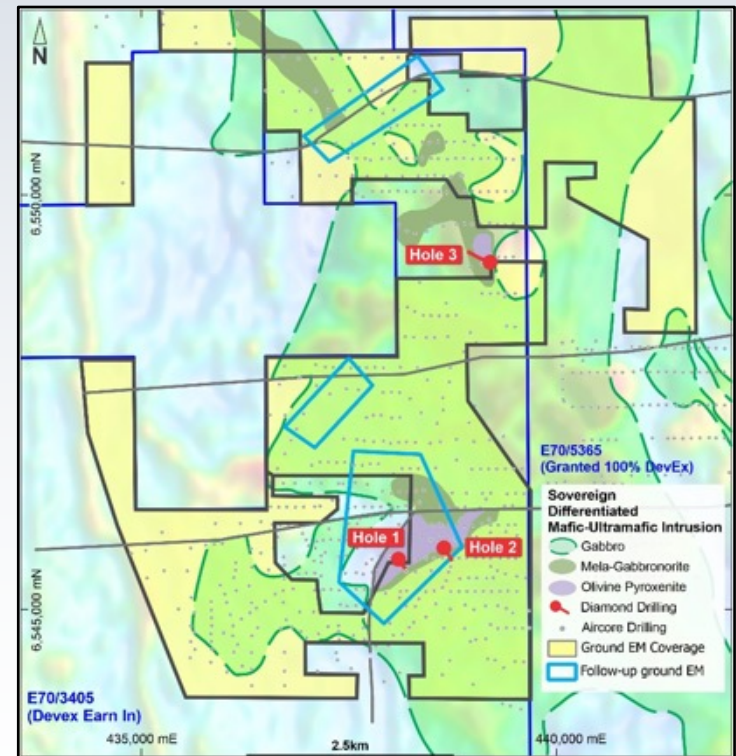 N
6,550,000 mN
Hole 3
E70/5365
(Granted 100% DevEx)
Sovereign
Differentiated
Mafic-Ultramafic Intrusion
Gabbro
Mela-Gabbronorite
Olivine Pyroxenite
Diamond Drilling
Aircore Drilling
Ground EM Coverage
Follow-up ground EM
Hole 1
Hole 2
6,545,000 mN
E70/3405
(Devex Earn In)
435,000 mE
2.5km
440,000 mE